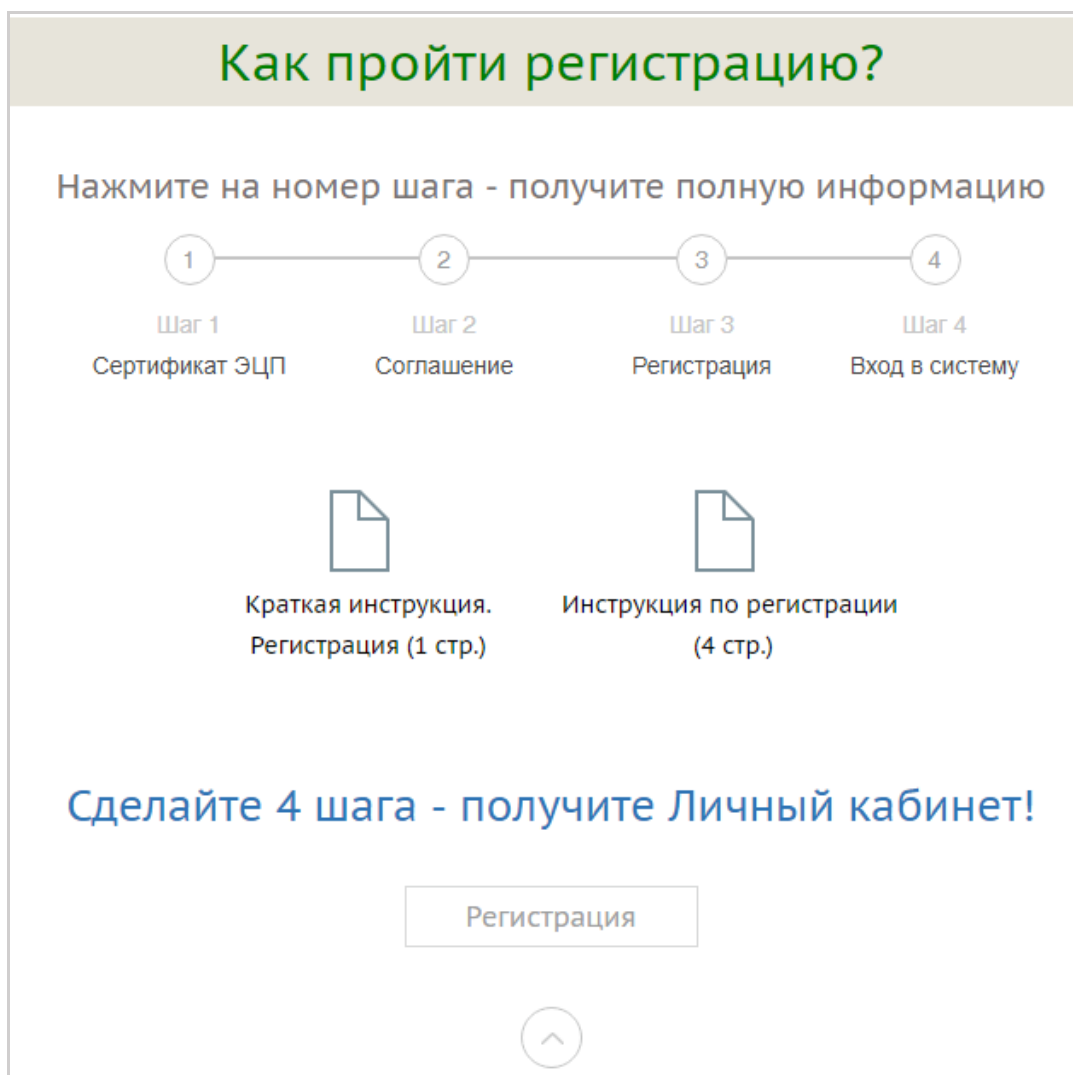 Как пройти регистрацию?
Нажмите на номер шага - получите полную информацию
1 2 3 4
Шаг 1 Шаг 2 Шаг 3 Шаг 4
Сертификат ЭЦП Соглашение Регистрация Вход в систему
Краткая инструкция. Инструкция по регистрации
Регистрация (1 стр.) (4 стр.)
Сделайте 4 шага - получите Личный кабинет!
Регистрация